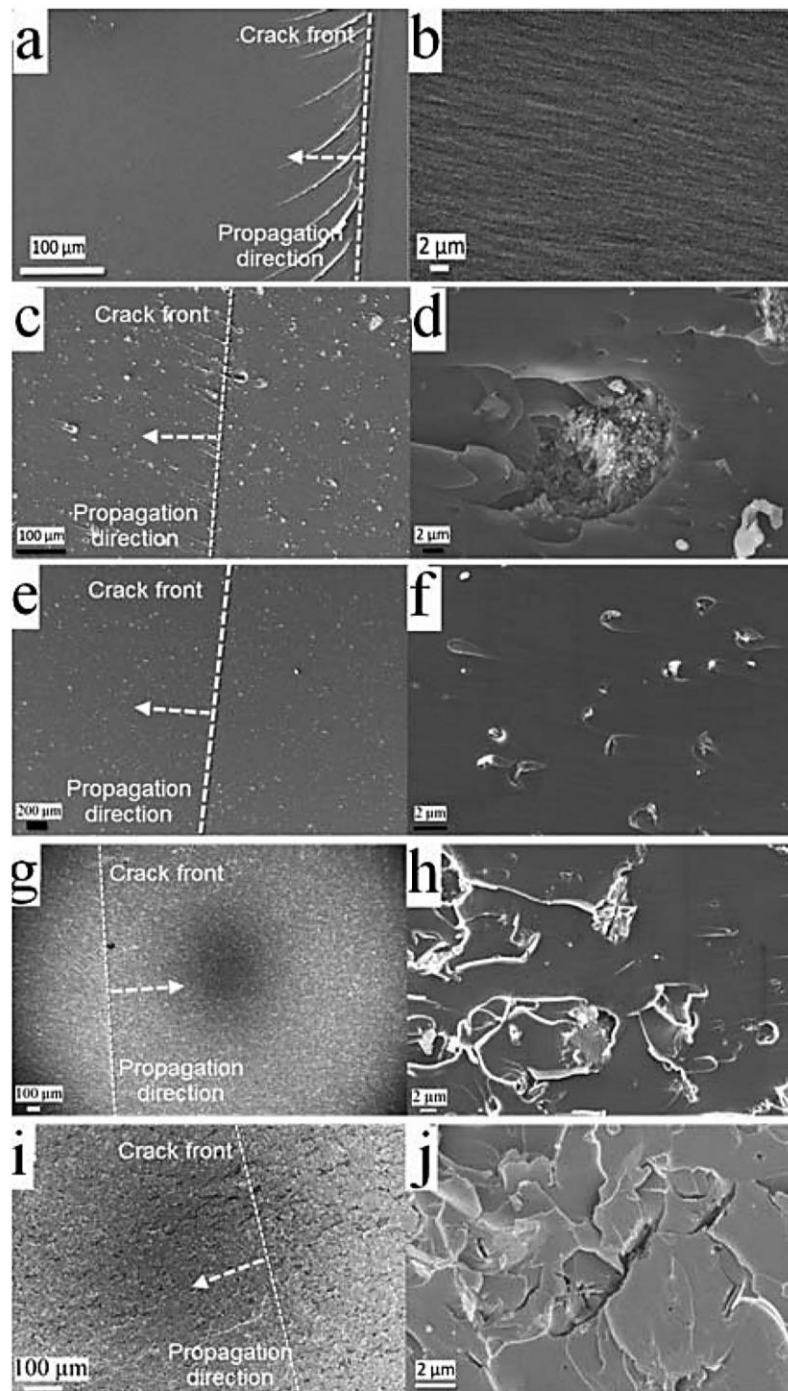 a
Crack front
Propagation
direction
100 µm
b
2 µm
c
Crack front
Propagation
direction
100 µm
d
2 µm
e
Crack front
Propagation
direction
200 µm
f
2 µm
g
Crack front
Propagation
direction
100 µm
h
2 µm
i
Crack front
Propagation
direction
100 µm
j
2 µm